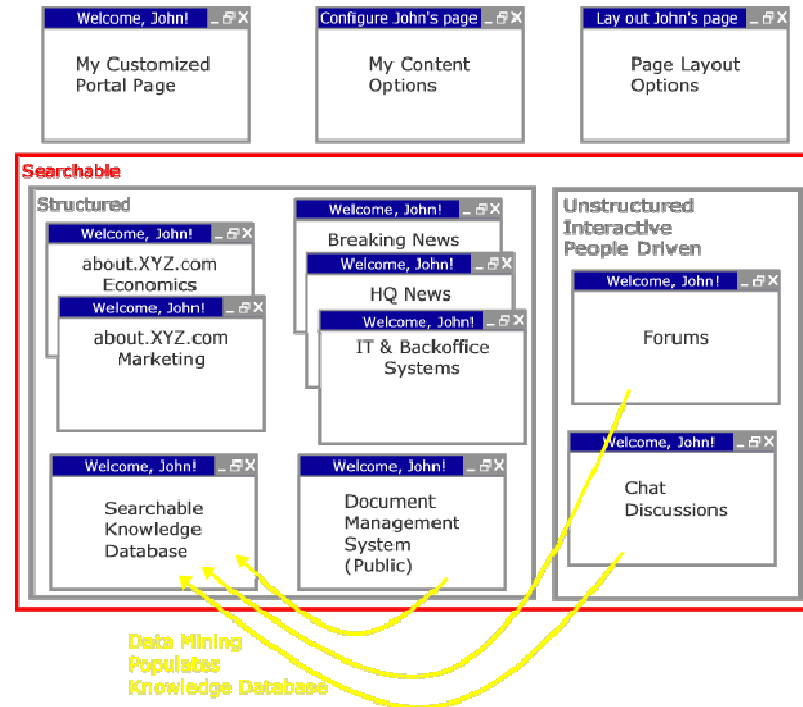 Welcome, John!
My Customized
Portal Page
Configure John's page
My Content
Options
Lay out John's page
Page Layout
Options
Searchable
Structured
Welcome, John!
about.XYZ.com
Economics
Welcome, John!
about.XYZ.com
Marketing
Welcome, John!
Breaking News
Welcome, John!
HQ News
Welcome, John!
IT & Backoffice
Systems
Welcome, John!
Searchable
Knowledge
Database
Welcome, John!
Document
Management
System
(Public)
Unstructured
Interactive
People Driven
Welcome, John!
Forums
Welcome, John!
Chat
Discussions
Data Mining
Populates
Knowledge Database